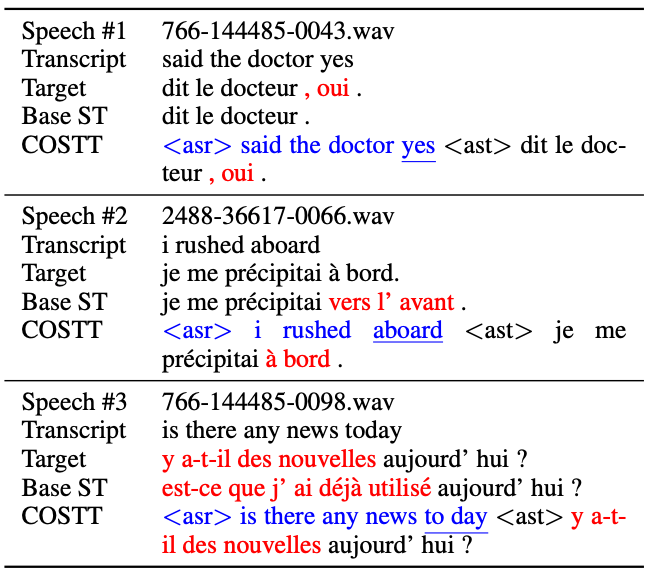 Speech #1 766-144485-0043.wav
Transcript said the doctor yes
Target dit le docteur , oui .
Base ST dit le docteur .
COSTT <asr> said the doctor yes <ast> dit le doc-
teur , oui .
Speech #2 2488-36617-0066.wav
Transcript i rushed aboard
Target je me précipitai à bord.
Base ST je me précipitai vers l’ avant .
COSTT <asr> i rushed aboard <ast> je me
précipitai à bord .
Speech #3 766-144485-0098.wav
Transcript is there any news today
Target y a-t-il des nouvelles aujourd’ hui ?
Base ST est-ce que j’ ai déjà utilisé aujourd’ hui ?
COSTT <asr> is there any news to day <ast> y a-t-
il des nouvelles aujourd’ hui ?